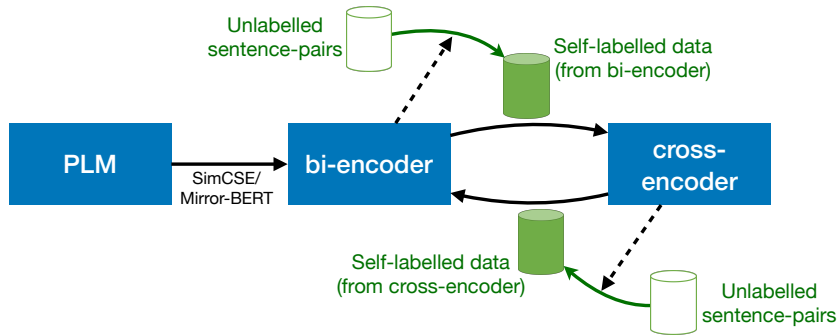 Unlabelled
sentence-pairs
Self-labelled data
(from bi-encoder)
PLM
SimCSE/
Mirror-BERT
bi-encoder
cross-
encoder
Self-labelled data
(from cross-encoder)
Unlabelled
sentence-pairs